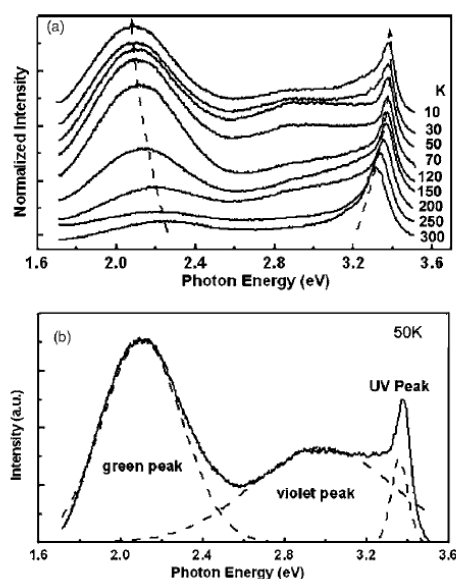 (a)
Normalized Intensity
K
10
30
50
70
120
150
200
250
300
1.6 2.0 2.4 2.8 3.2 3.6
Photon Energy (eV)
(b)
50K
UV Peak
green peak
violet peak
Intensity (a.u.)
1.6 2.0 2.4 2.8 3.2 3.6
Photon Energy (eV)